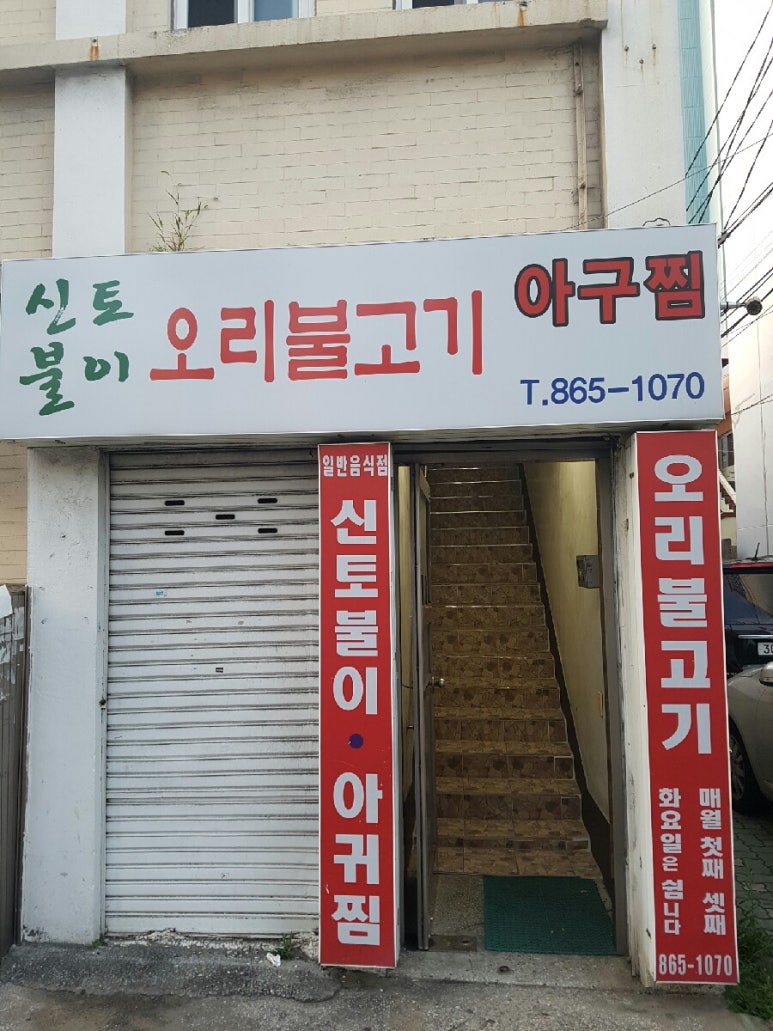 신토
불이
오리불고기
아구찜
T.865-1070
일반음식점
신토불이·아귀찜
오리불고기
매월 첫째 셋째
화요일은 쉽니다
865-1070